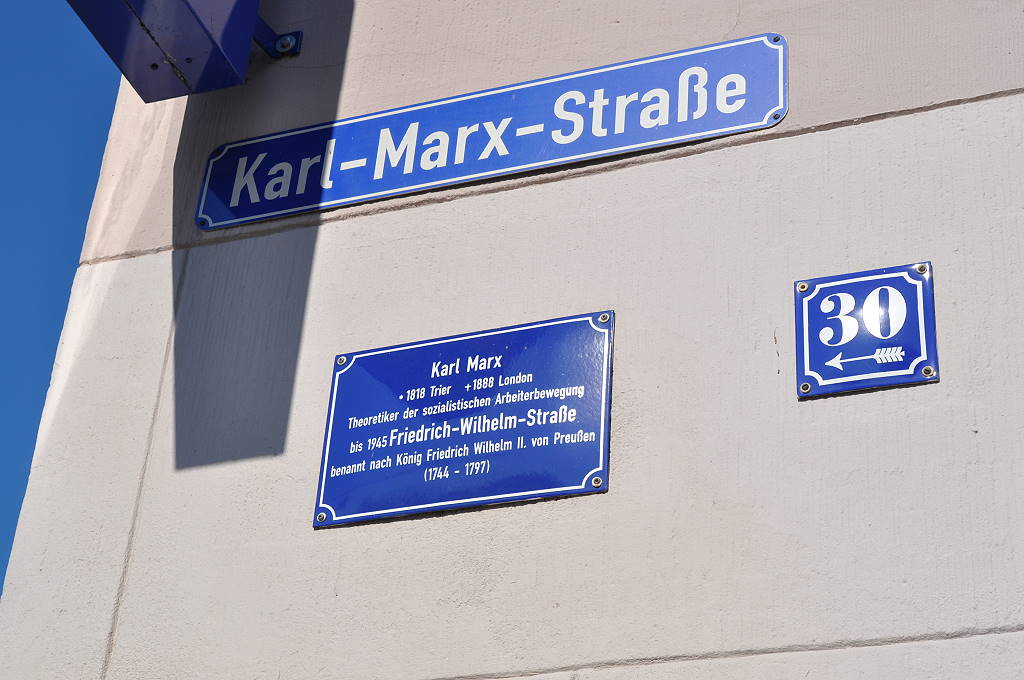 Karl-Marx-Straße
30
Karl Marx
*1818 Trier +1888 London
Theoretiker der sozialistischen Arbeiterbewegung
bis 1945 Friedrich-Wilhelm-Straße
benannt nach König Friedrich Wilhelm II. von Preußen
(1744 - 1797)